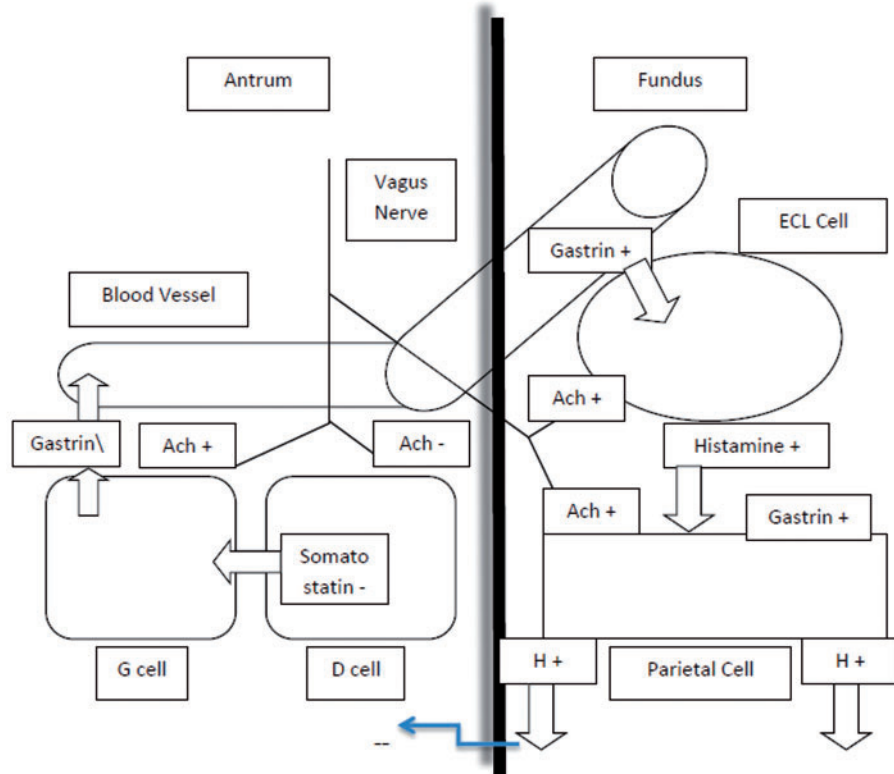 Antrum
Fundus
Vagus
Nerve
ECL Cell
Gastrin +
Blood Vessel
Ach +
Gastrin\
Ach +
Ach -
Histamine +
Ach +
Gastrin +
Somato
statin -
G cell
D cell
H +
Parietal Cell
H +
--